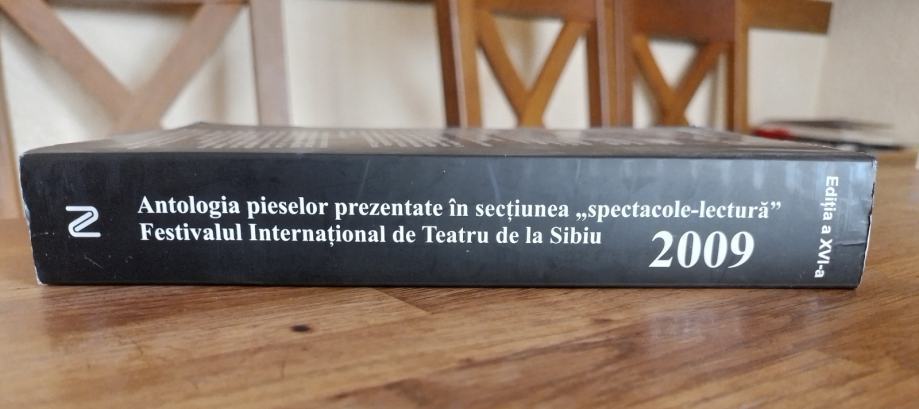 Antologia pieselor prezentate în secțiunea „spectacole-lectură”
Festivalul Internațional de Teatru de la Sibiu
2009
Ediția a XVI-a